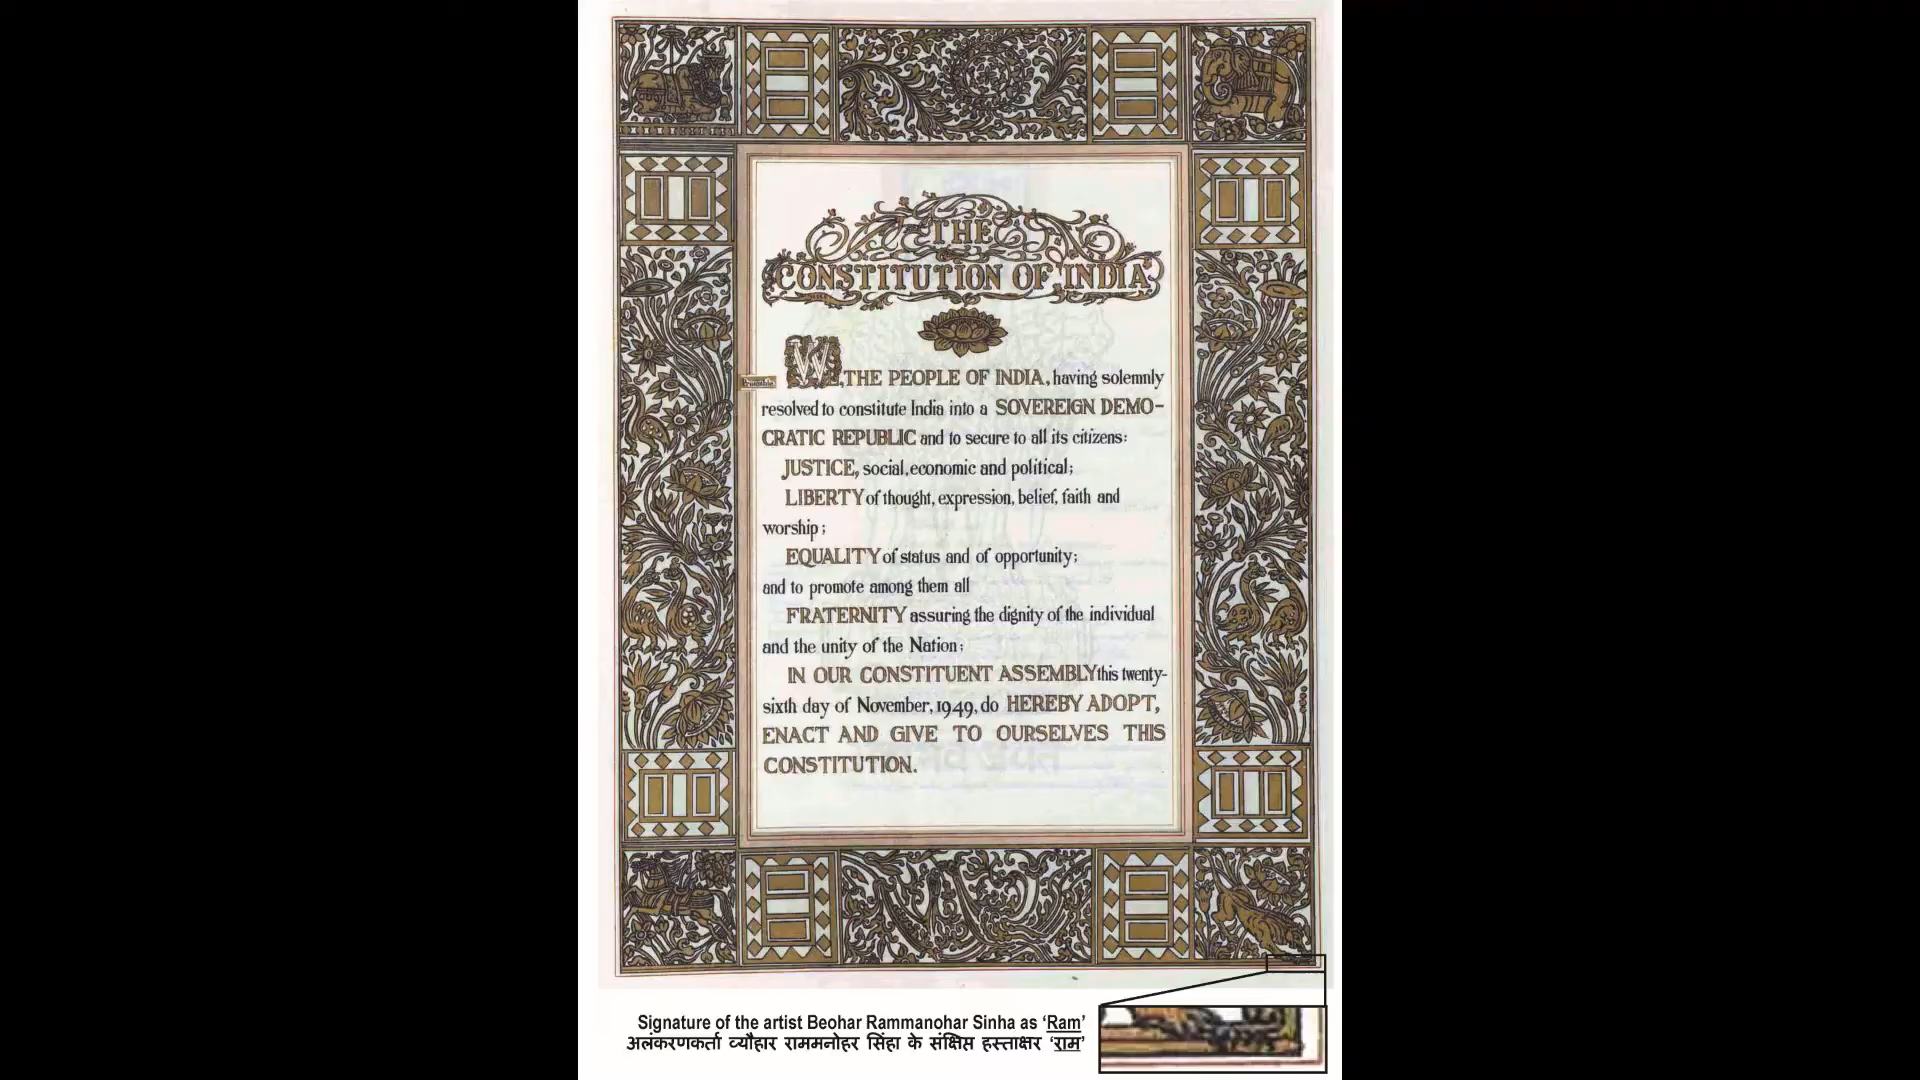 THE
CONSTITUTION OF INDIA
Preamble
WE, THE PEOPLE OF INDIA, having solemnly
resolved to constitute India into a SOVEREIGN DEMO-
CRATIC REPUBLIC and to secure to all its citizens:
JUSTICE, social, economic and political;
LIBERTY of thought, expression, belief, faith and
worship;
EQUALITY of status and of opportunity;
and to promote among them all
FRATERNITY assuring the dignity of the individual
and the unity of the Nation;
IN OUR CONSTITUENT ASSEMBLY this twenty-
sixth day of November, 1949, do HEREBY ADOPT,
ENACT AND GIVE TO OURSELVES THIS
CONSTITUTION.
Signature of the artist Beohar Rammanohar Sinha as ‘Ram’
अलंकरणकर्ता व्यौहार राममनोहर सिंहा के संक्षिप्त हस्ताक्षर ‘राम’